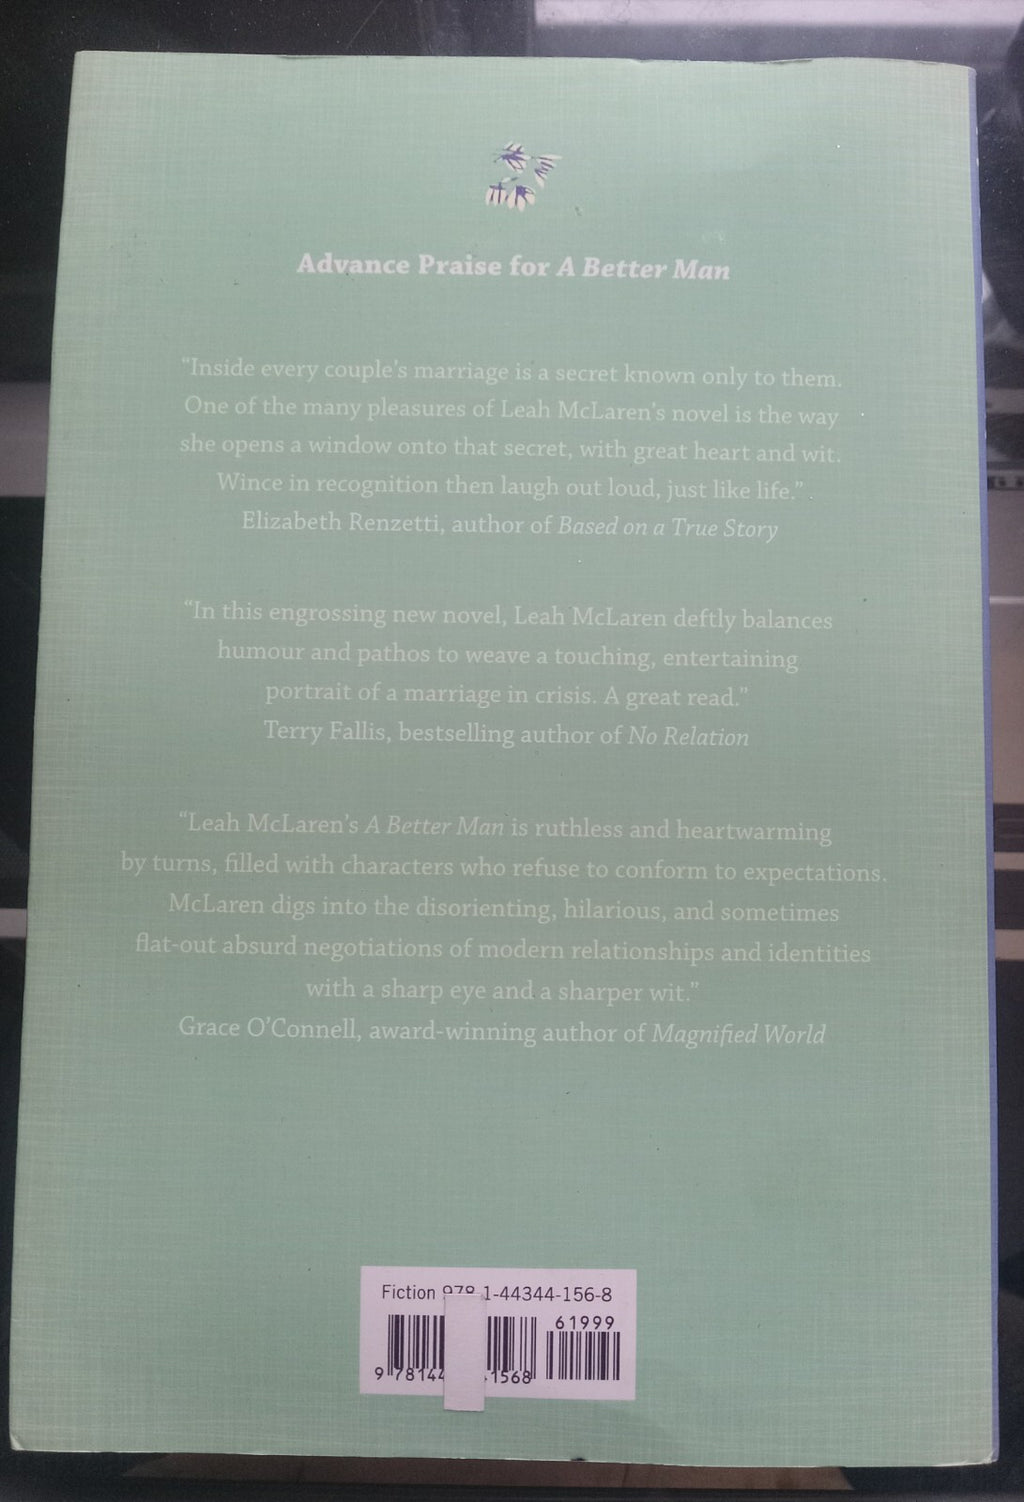 Advance Praise for A Better Man
“Inside every couple’s marriage is a secret known only to them.
One of the many pleasures of Leah McLaren’s novel is the way
she opens a window onto that secret, with great heart and wit.
Wince in recognition then laugh out loud, just like life.”
Elizabeth Renzetti, author of Based on a True Story
“In this engrossing new novel, Leah McLaren deftly balances
humour and pathos to weave a touching, entertaining
portrait of a marriage in crisis. A great read.”
Terry Fallis, bestselling author of No Relation
“Leah McLaren’s A Better Man is ruthless and heartwarming
by turns, filled with characters who refuse to conform to expectations.
McLaren digs into the disorienting, hilarious, and sometimes
flat-out absurd negotiations of modern relationships and identities
with a sharp eye and a sharper wit.”
Grace O’Connell, award-winning author of Magnified World
Fiction 978 1-44344-156-8
61999
9 78144 1568